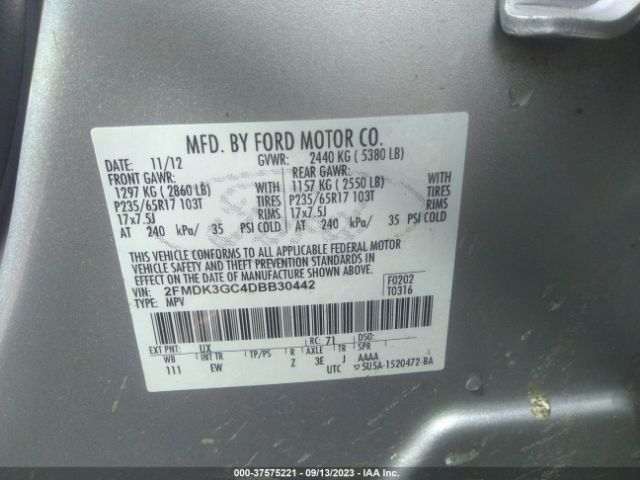 MFD. BY FORD MOTOR CO.
DATE: 11/12 GVWR: 2440 KG ( 5380 LB)
FRONT GAWR: REAR GAWR:
1297 KG ( 2860 LB) WITH 1157 KG ( 2550 LB) WITH
P235/65R17 103T TIRES P235/65R17 103T TIRES
17x7.5J RIMS 17x7.5J RIMS
AT 240 kPa/ 35 PSI COLD AT 240 kPa/ 35 PSI COLD
THIS VEHICLE CONFORMS TO ALL APPLICABLE FEDERAL MOTOR
VEHICLE SAFETY AND THEFT PREVENTION STANDARDS IN
EFFECT ON THE DATE OF MANUFACTURE SHOWN ABOVE.
VIN: 2FMDK3GC4DBB30442 F0202
TYPE: MPV T0316
EXT PNT: UX RC: 71 DSO:
WB INT TR TP/PS R AXLE TR SPR
111 EW Z 3E J AAAA
UTC 5U5A-1520472-BA
000-37575221 - 09/13/2023 - IAA Inc.